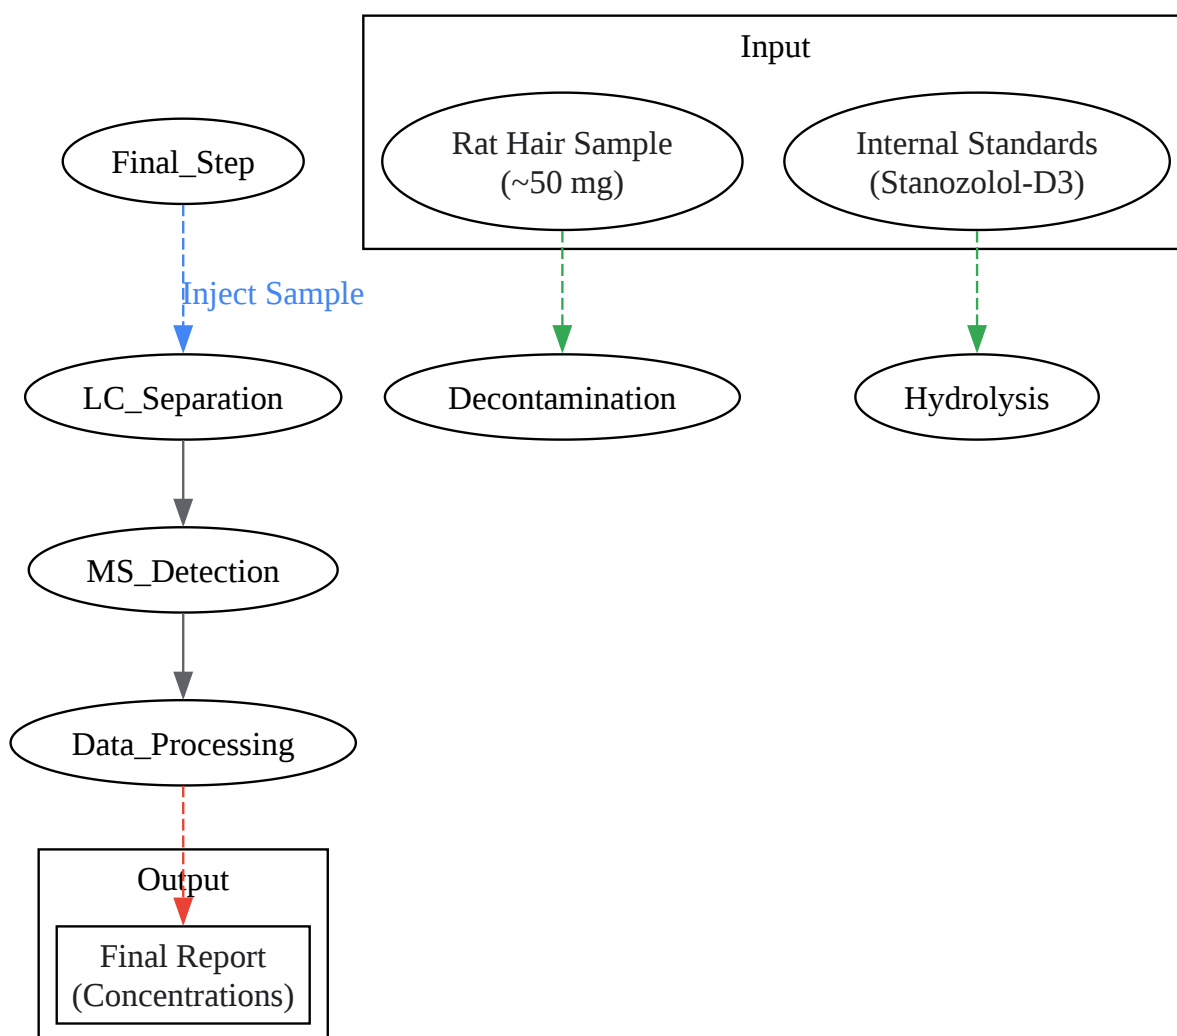 Input
Final_Step
Rat Hair Sample
(~50 mg)
Internal Standards
(Stanozolol-D3)
Inject Sample
LC_Separation
Decontamination
Hydrolysis
MS_Detection
Data_Processing
Output
Final Report
(Concentrations)